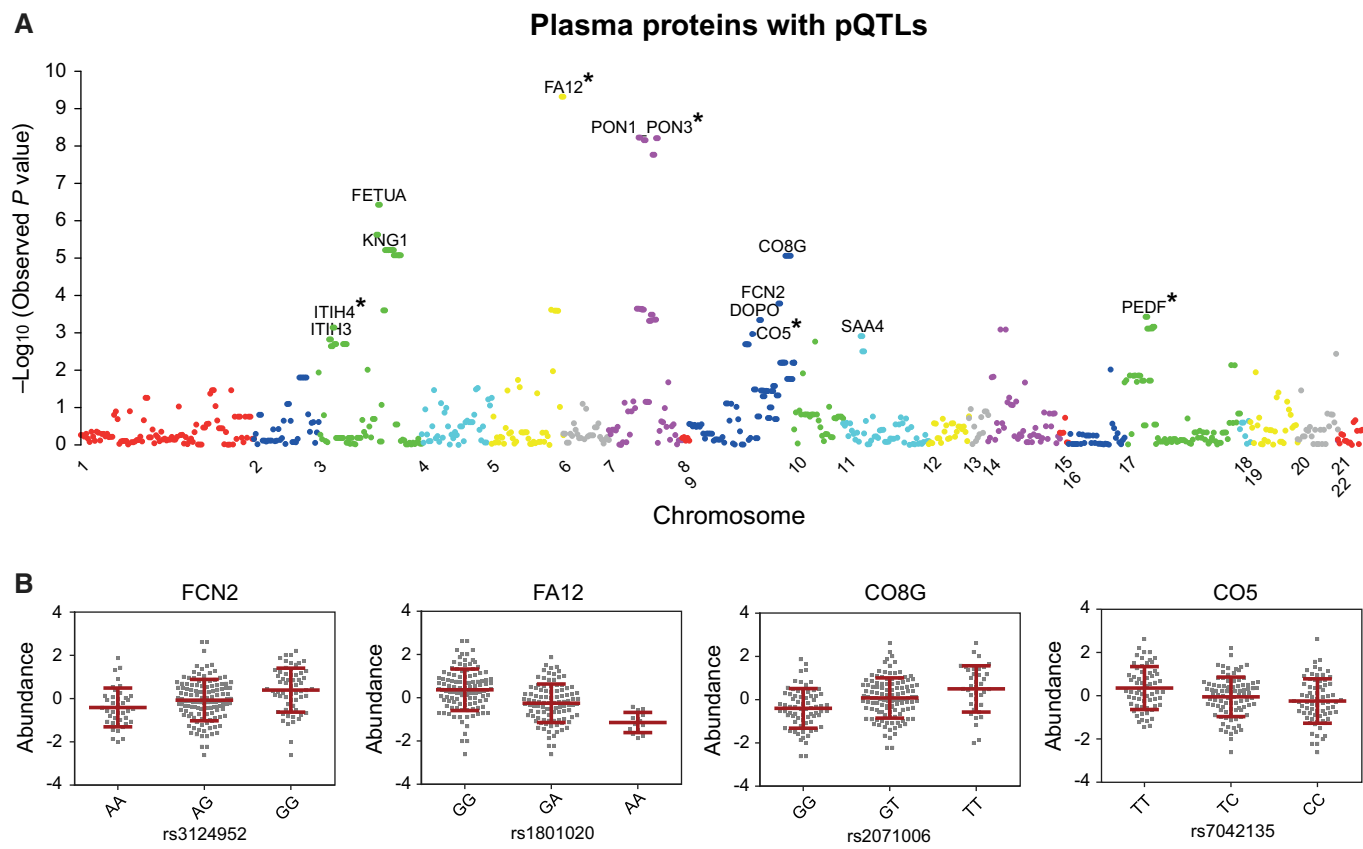 A
Plasma proteins with pQTLs
–Log10 (Observed P value)
10
9
8
7
6
5
4
3
2
1
0
FA12*
PON1 PON3*
FETUA
KNG1
CO8G
ITIH4*
ITIH3
FCN2
DOPO
CO5*
SAA4
PEDF*
1 2 3 4 5 6 7 8 9 10 11 12 13 14 15 16 17 18 19 20 21 22
Chromosome
B
FCN2
Abundance
4
2
0
-2
-4
AA AG GG
rs3124952
FA12
Abundance
4
2
0
-2
-4
GG GA AA
rs1801020
CO8G
Abundance
4
2
0
-2
-4
GG GT TT
rs2071006
CO5
Abundance
4
2
0
-2
-4
TT TC CC
rs7042135